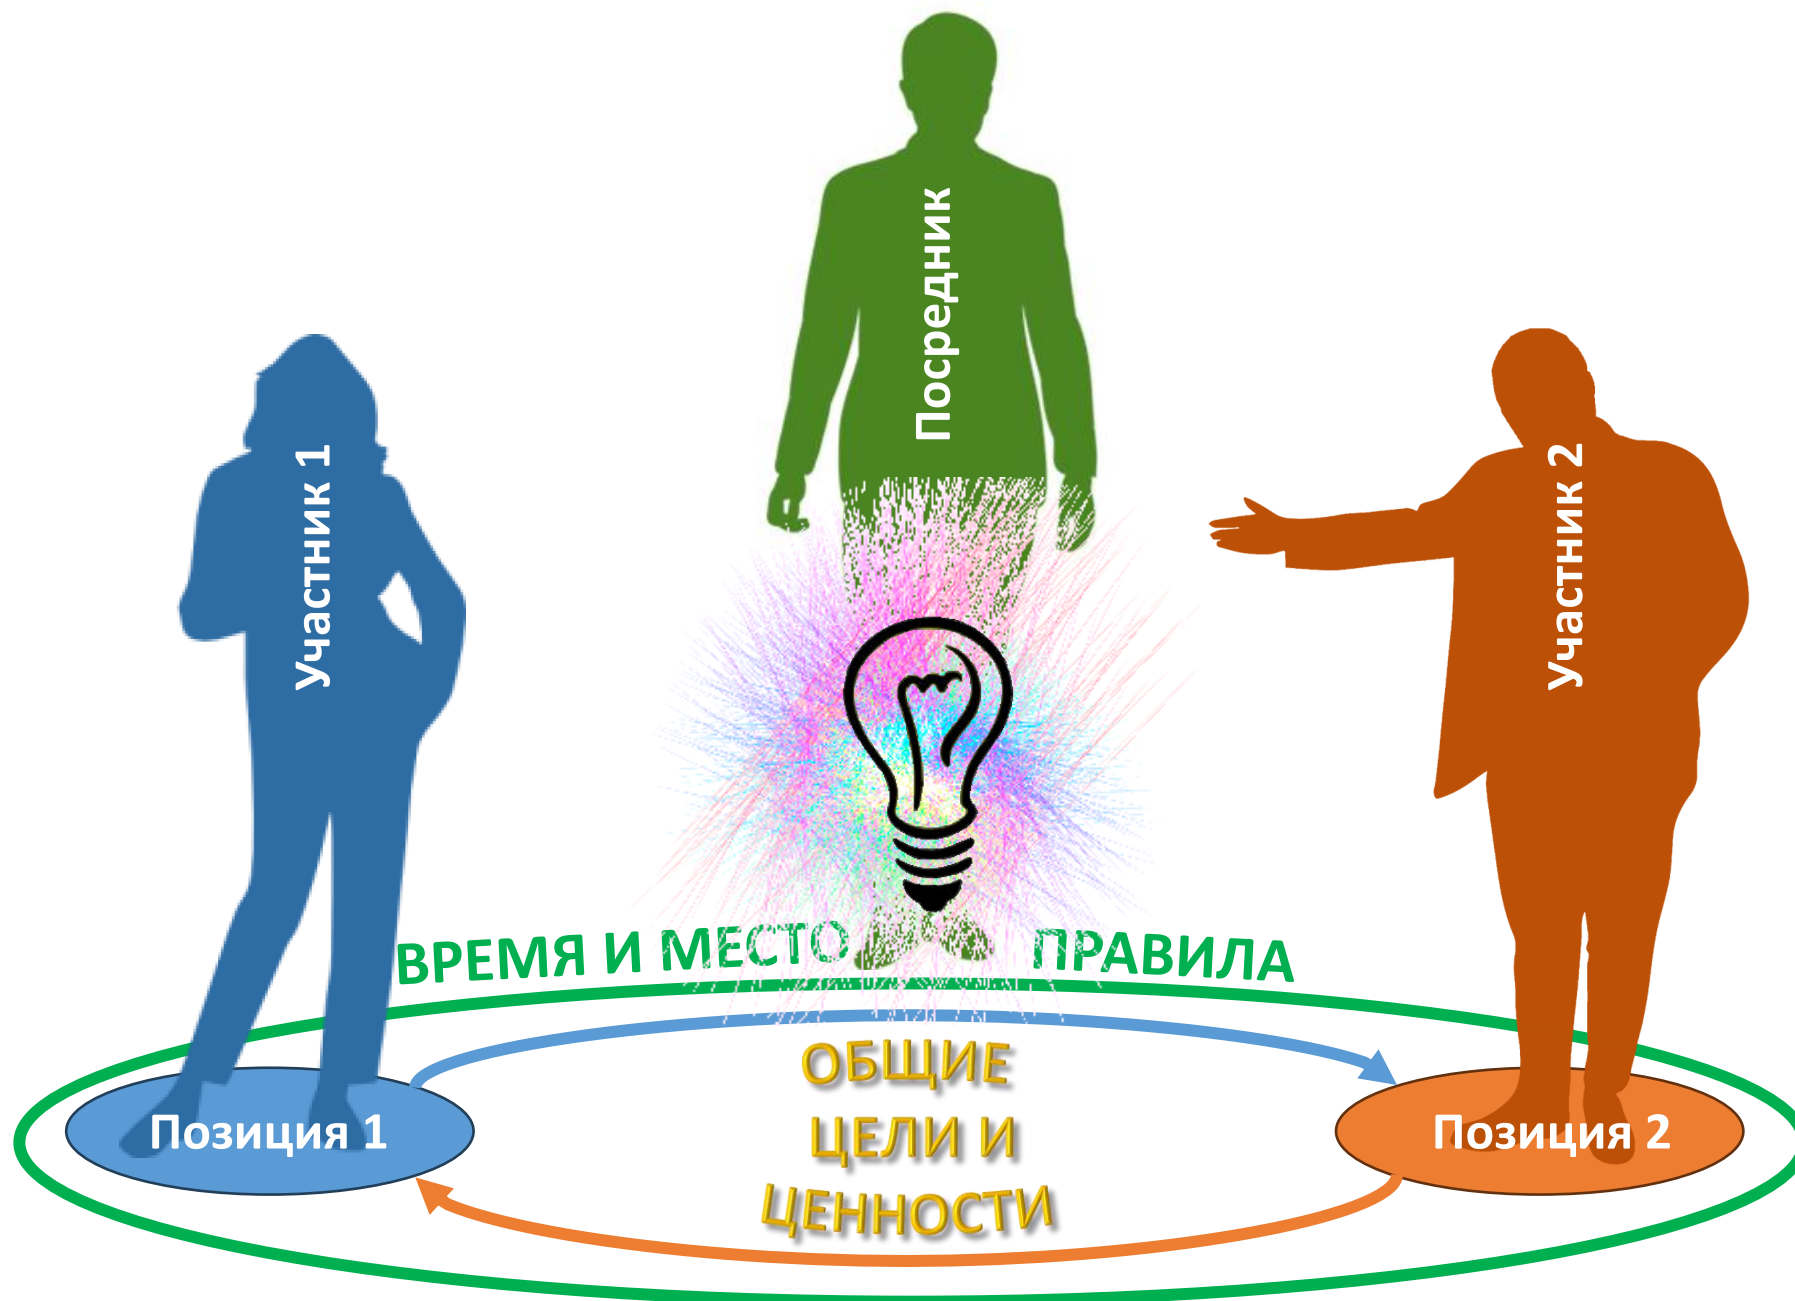 Посредник
Участник 1
Участник 2
ВРЕМЯ И МЕСТО ПРАВИЛА
ОБЩИЕ
ЦЕЛИ И
ЦЕННОСТИ
Позиция 1
Позиция 2